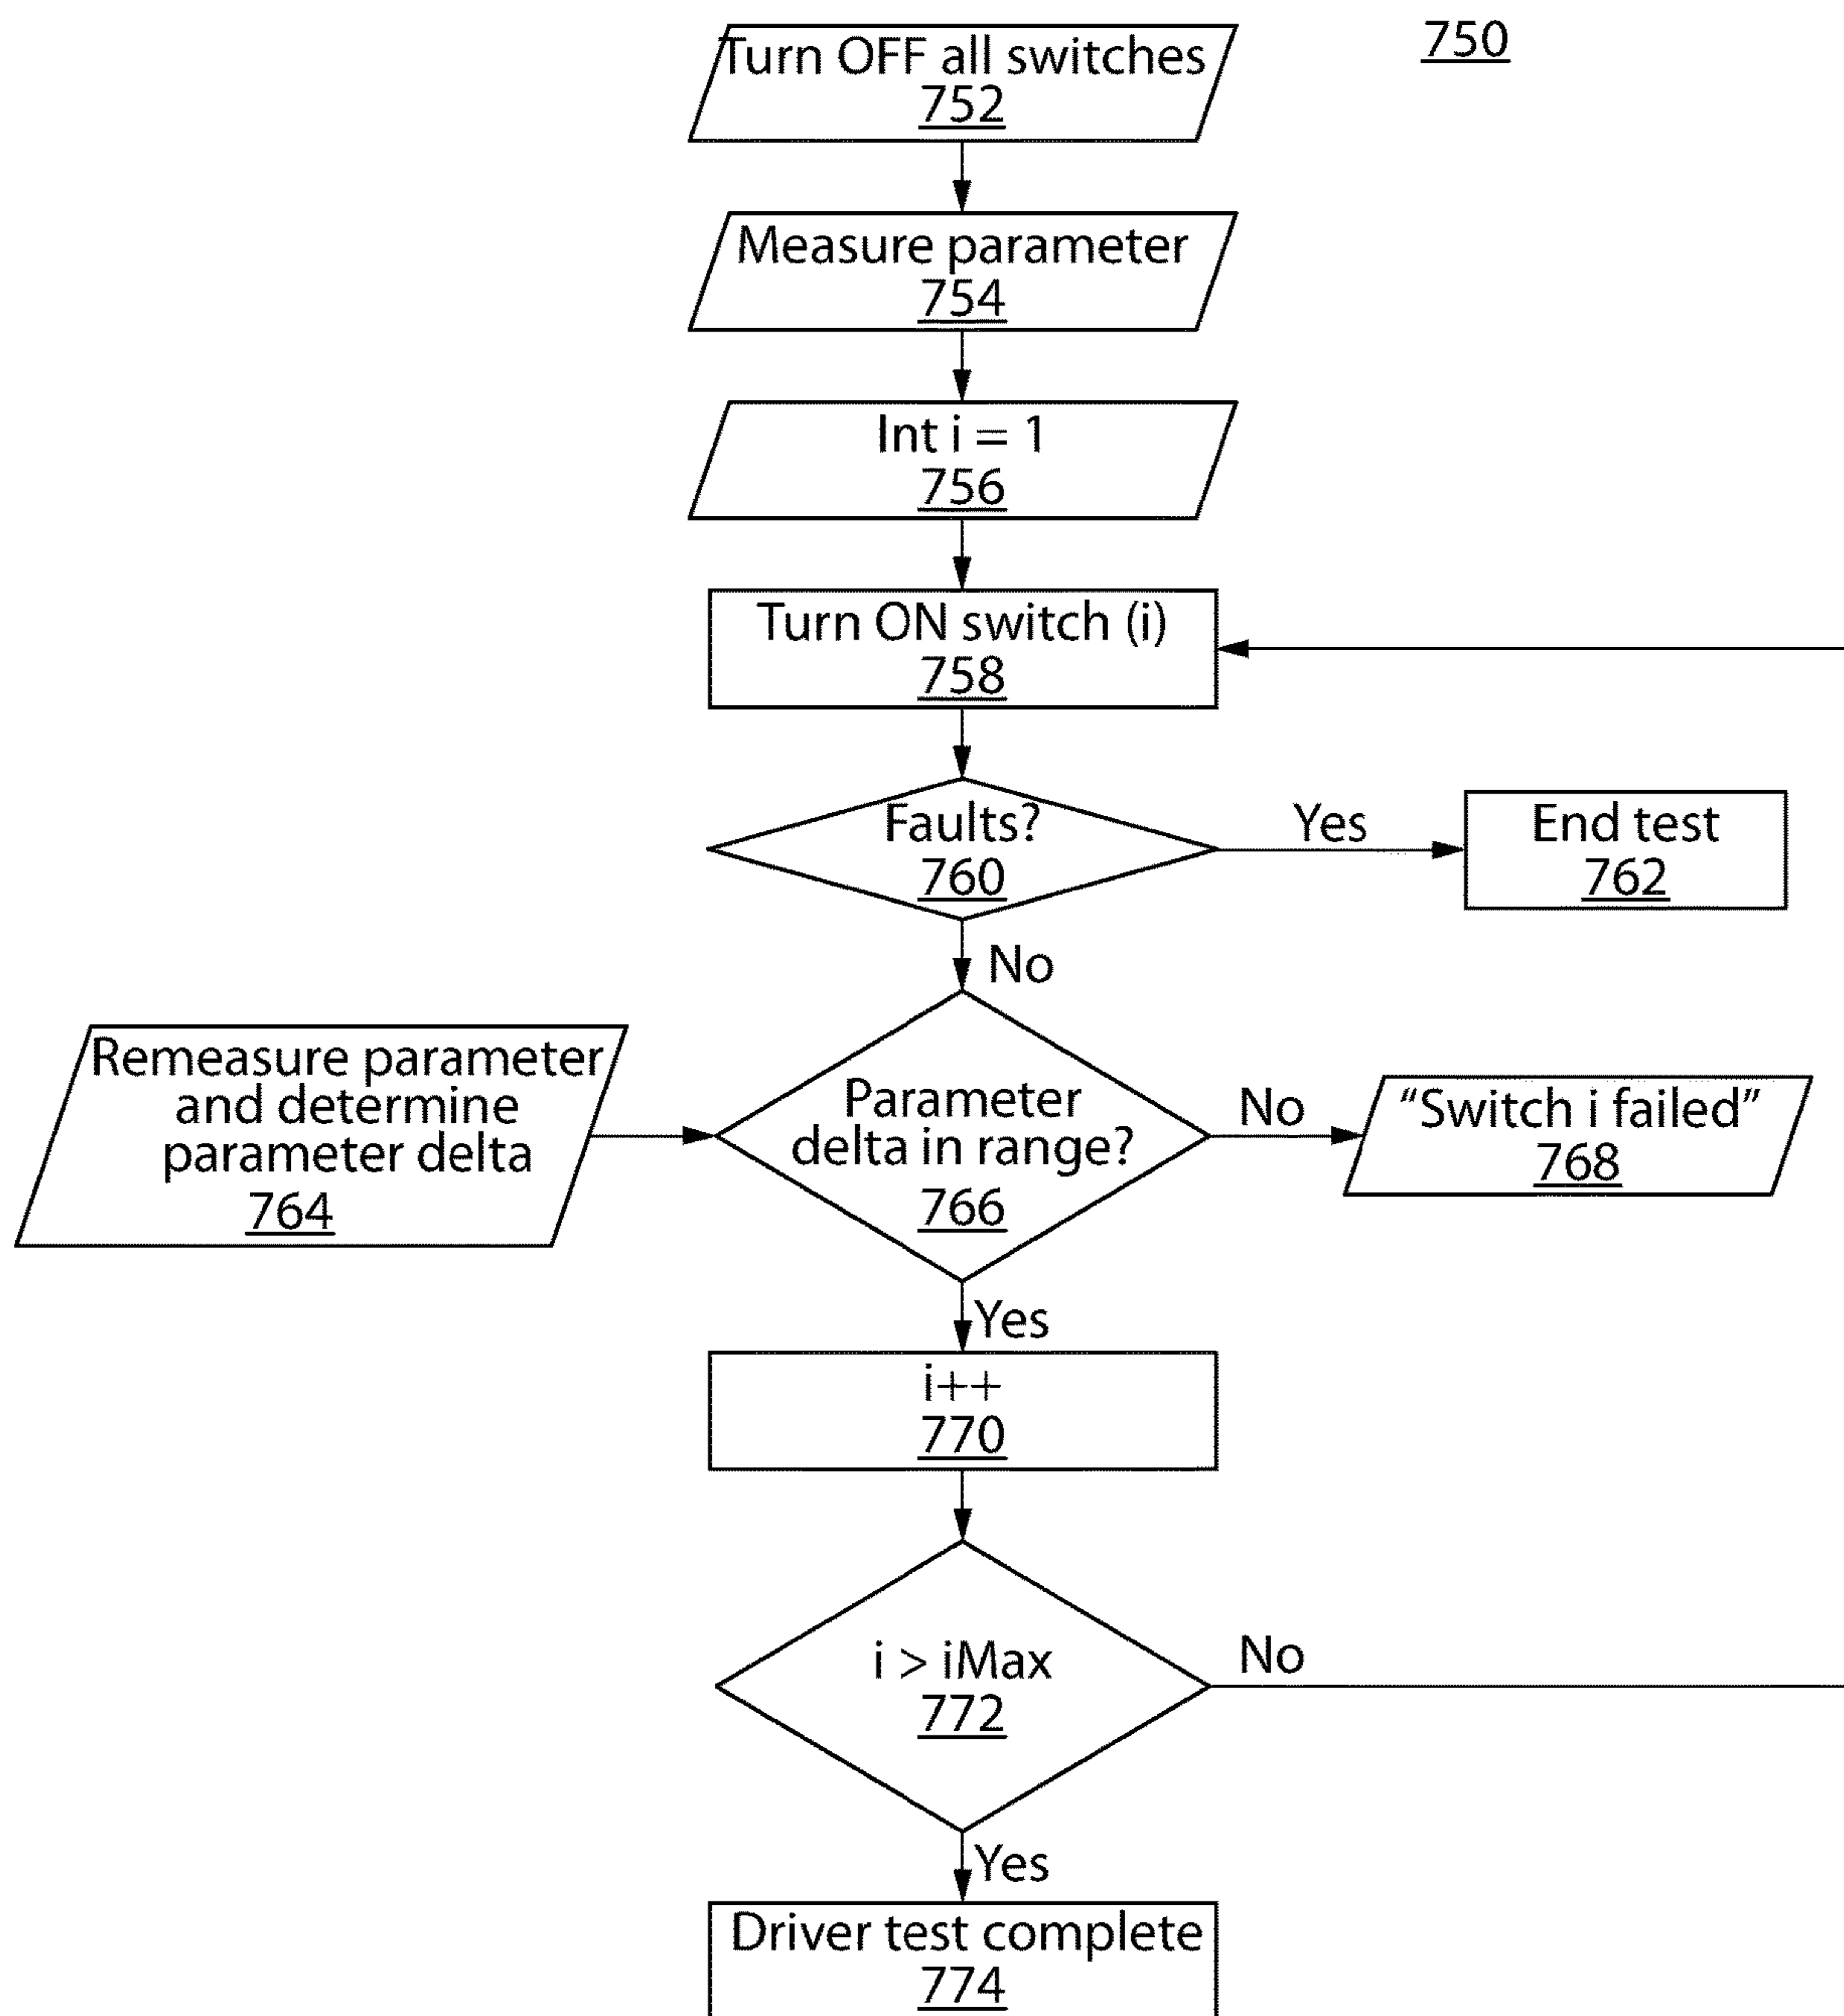 750
Turn OFF all switches
752
Measure parameter
754
Int i = 1
756
Turn ON switch (i)
758
Faults?
760
Yes
End test
762
No
Remeasure parameter
and determine
parameter delta
764
Parameter
delta in range?
766
No
“Switch i failed”
768
Yes
i++
770
i > iMax
772
No
Yes
Driver test complete
774